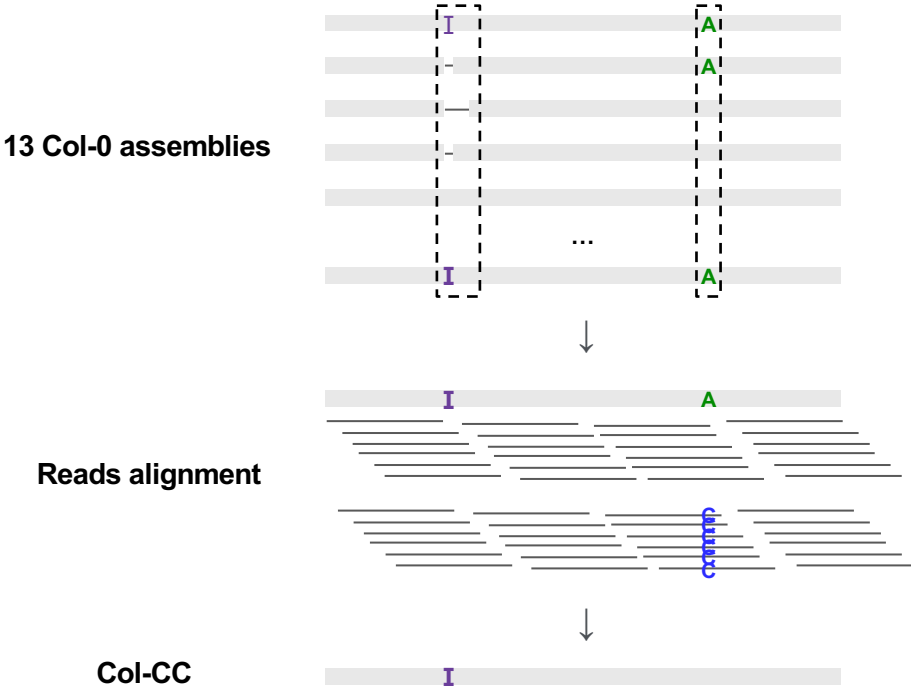 I A
A
13 Col-0 assemblies
...
I A
I A
Reads alignment
C
C
C
C
C
C
Col-CC
I